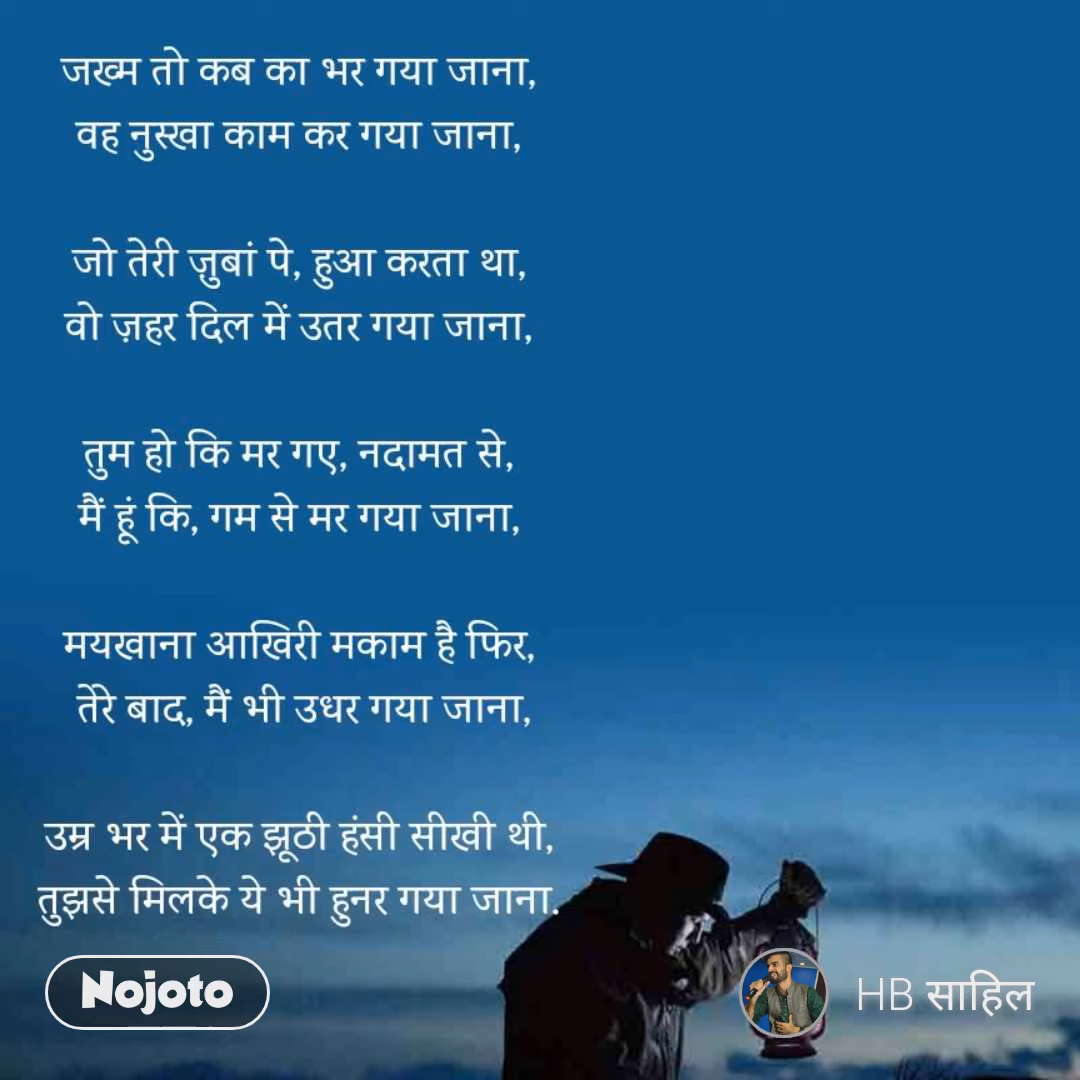 जख्म तो कब का भर गया जाना,
वह नुस्खा काम कर गया जाना,
जो तेरी ज़ुबां पे, हुआ करता था,
वो ज़हर दिल में उतर गया जाना,
तुम हो कि मर गए, नदामत से,
मैं हूं कि, गम से मर गया जाना,
मयखाना आखिरी मकाम है फिर,
तेरे बाद, मैं भी उधर गया जाना,
उम्र भर में एक झूठी हंसी सीखी थी,
तुझसे मिलके ये भी हुनर गया जाना.
Nojoto
HB साहिल